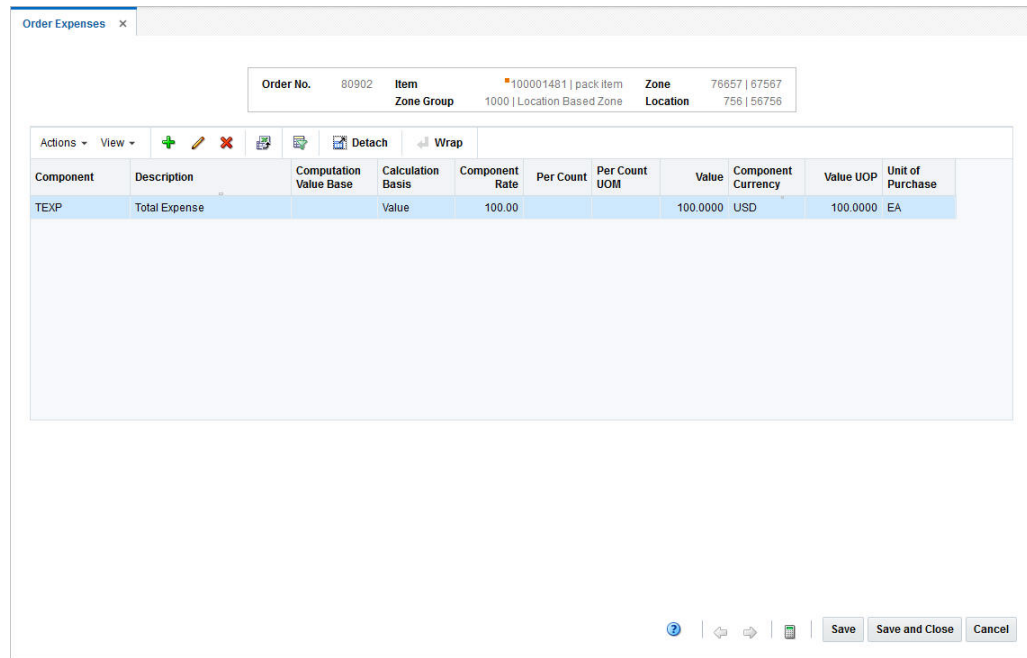 Order Expenses ×
Order No. 80902 Item 100001481 | pack item Zone 76657 | 67567
Zone Group 1000 | Location Based Zone Location 756 | 56756
Actions View Detach Wrap
Component Description Computation Value Base Calculation Basis Component Rate Per Count Per Count UOM Value Component Currency Value UOP Unit of Purchase
TEXP Total Expense Value 100.00 100.0000 USD 100.0000 EA
? Save Save and Close Cancel